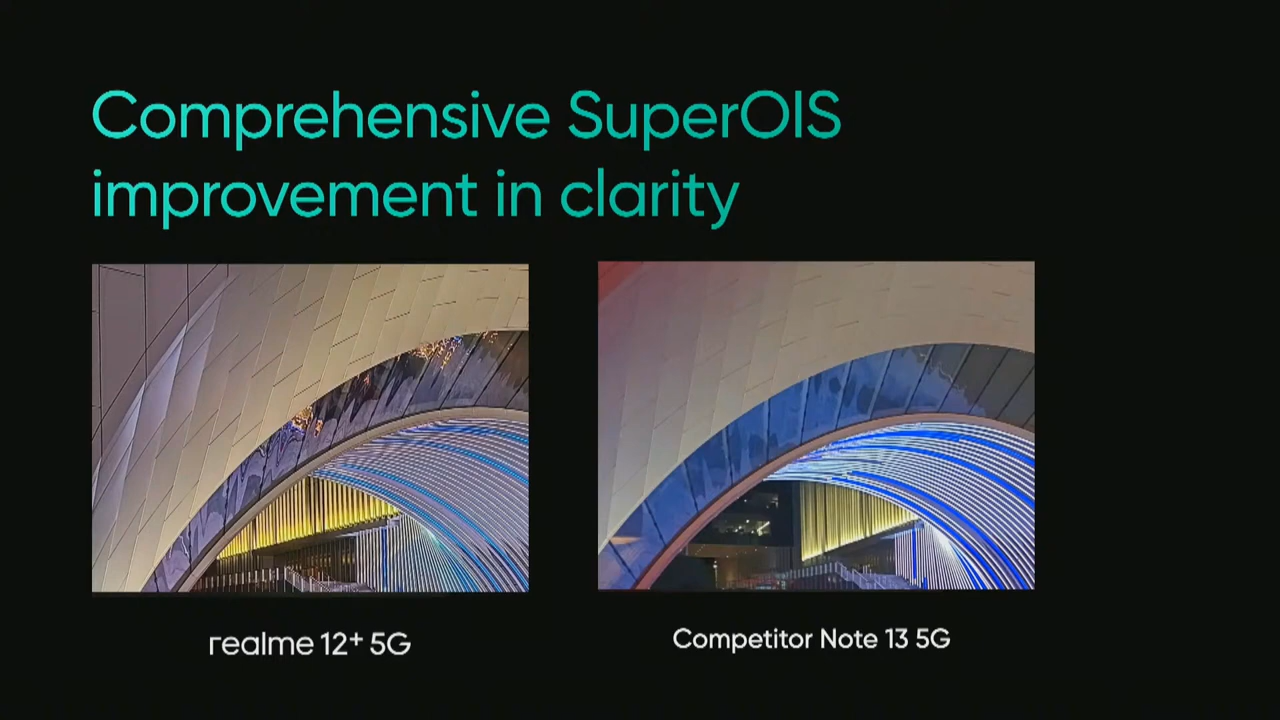 Comprehensive SuperOIS
improvement in clarity
realme 12+ 5G
Competitor Note 13 5G